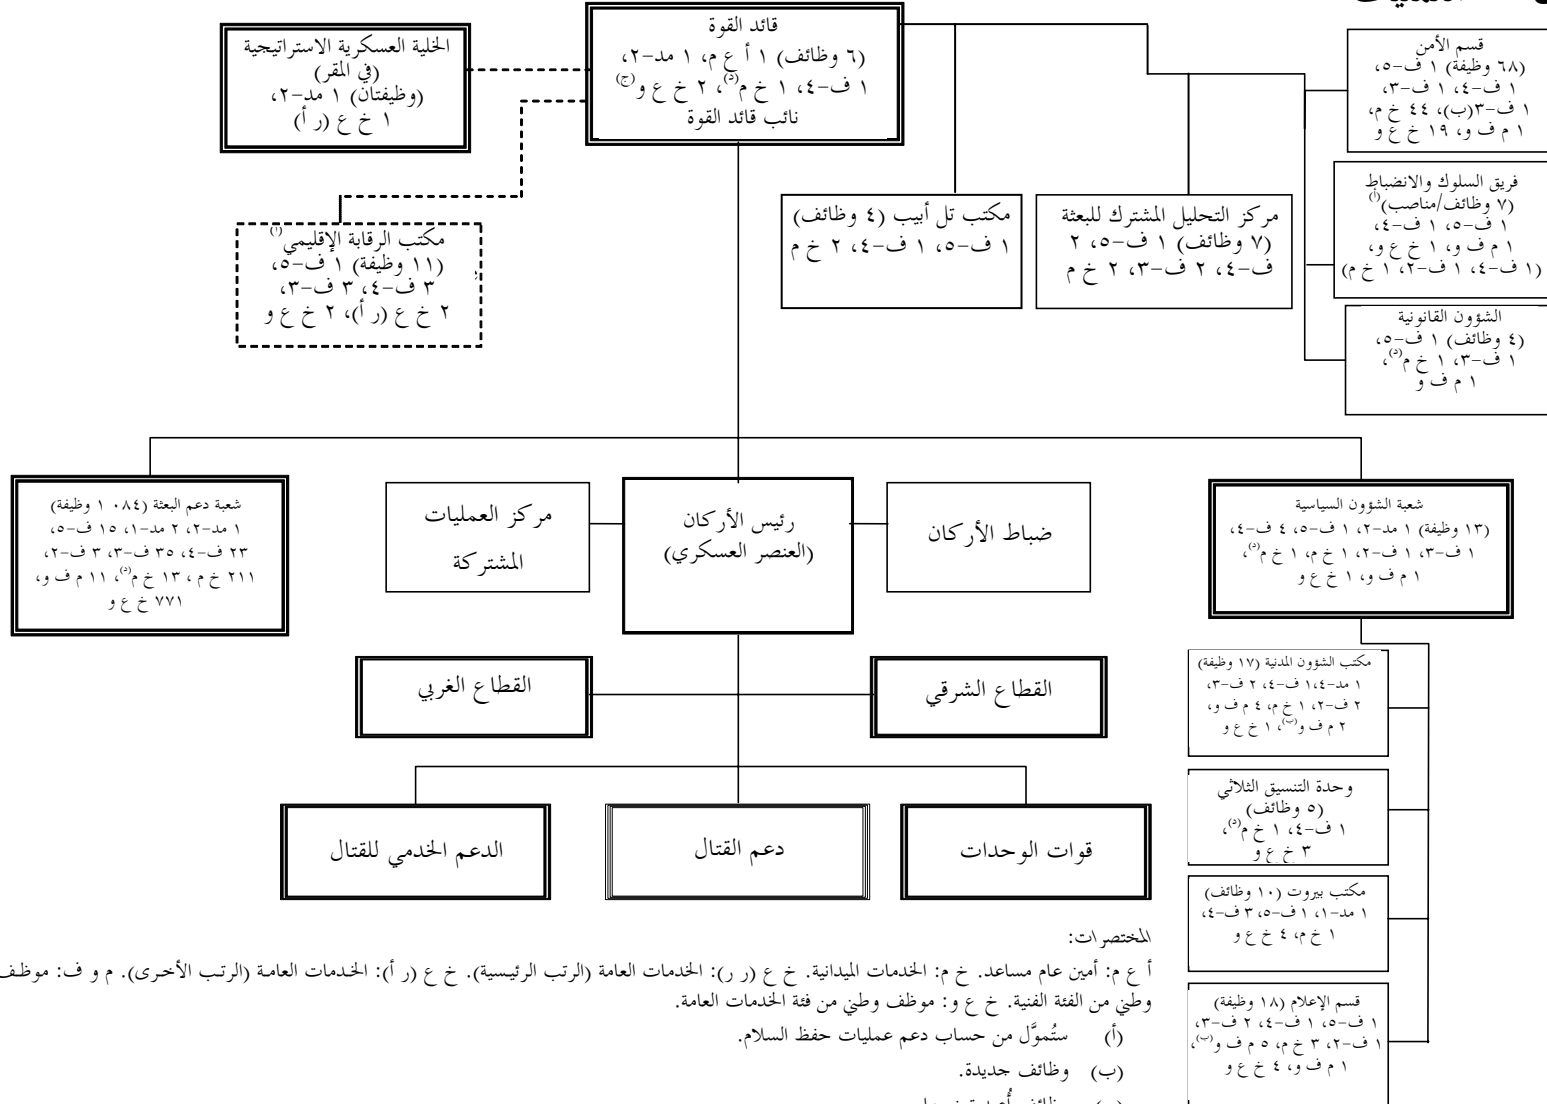 قائد القوة
(٦ وظائف) ١ أ ع م، ١ مد-٢،
١ ف-٤، ١ خ م(د)، ٢ خ ع و(ج)
نائب قائد القوة
الخلية العسكرية الاستراتيجية
(في المقر)
(وظيفتان) ١ مد-٢،
١ خ ع (ر أ)
مكتب الرقابة الإقليمي(أ)
(١١ وظيفة) ١ ف-٥،
٣ ف-٤، ٣ ف-٣،
٢ خ ع (ر أ)، ٢ خ ع و
قسم الأمن
(٦٨ وظيفة) ١ ف-٥،
١ ف-٤، ١ ف-٣،
١ ف-٣(ب)، ٤٤ خ م،
١ م ف و، ١٩ خ ع و
فريق السلوك والانضباط
(٧ وظائف/مناصب)(أ)
١ ف-٥، ١ ف-٤،
١ م ف و، ١ خ ع و،
(١ ف-٤، ١ ف-٢، ١ خ م)
الشؤون القانونية
(٤ وظائف) ١ ف-٥،
١ ف-٣، ١ خ م(د)،
١ م ف و
مركز التحليل المشترك للبعثة
(٧ وظائف) ١ ف-٥، ٢
ف-٤، ٢ ف-٣، ٢ خ م
مكتب تل أبيب (٤ وظائف)
١ ف-٥، ١ ف-٤، ٢ خ م
شعبة الشؤون السياسية
(١٣ وظيفة) ١ مد-٢، ١ ف-٥، ٤ ف-٤،
١ ف-٣، ١ ف-٢، ١ خ م، ١ خ م(د)،
١ م ف و، ١ خ ع و
ضباط الأركان
رئيس الأركان
(العنصر العسكري)
مركز العمليات
المشتركة
شعبة دعم البعثة (٠٨٤ ١ وظيفة)
١ مد-٢، ٢ مد-١، ١٥ ف-٥،
٢٣ ف-٤، ٣٥ ف-٣، ٣ ف-٢،
٢١١ خ م، ١٣ خ م(د)، ١١ م ف و،
٧٧١ خ ع و
القطاع الشرقي
القطاع الغربي
قوات الوحدات
دعم القتال
الدعم الخدمي للقتال
مكتب الشؤون المدنية (١٧ وظيفة)
١ مد-٤،١ ف-٤، ٢ ف-٣،
٢ ف-٢، ١ خ م، ٤ م ف و،
٢ م ف و(ب)، ١ خ ع و
وحدة التنسيق الثلاثي
(٥ وظائف)
١ ف-٤، ١ خ م(د)،
٣ خ ع و
مكتب بيروت (١٠ وظائف)
١ مد-١، ١ ف-٥، ٣ ف-٤،
١ خ م، ٤ خ ع و
قسم الإعلام (١٨ وظيفة)
١ ف-٥، ١ ف-٤، ٢ ف-٣،
١ ف-٢، ٣ خ م، ٥ م ف و(ب)،
١ م ف و، ٤ خ ع و
المختصرات:
أ ع م: أمين عام مساعد. خ م: الخدمات الميدانية. خ ع (ر ر): الخدمات العامة (الرتب الرئيسية). خ ع (ر أ): الخدمات العامة (الرتب الأخرى). م و ف: موظف
وطني من الفئة الفنية. خ ع و: موظف وطني من فئة الخدمات العامة.
(أ) ستُموَّل من حساب دعم عمليات حفظ السلام.
(ب) وظائف جديدة.